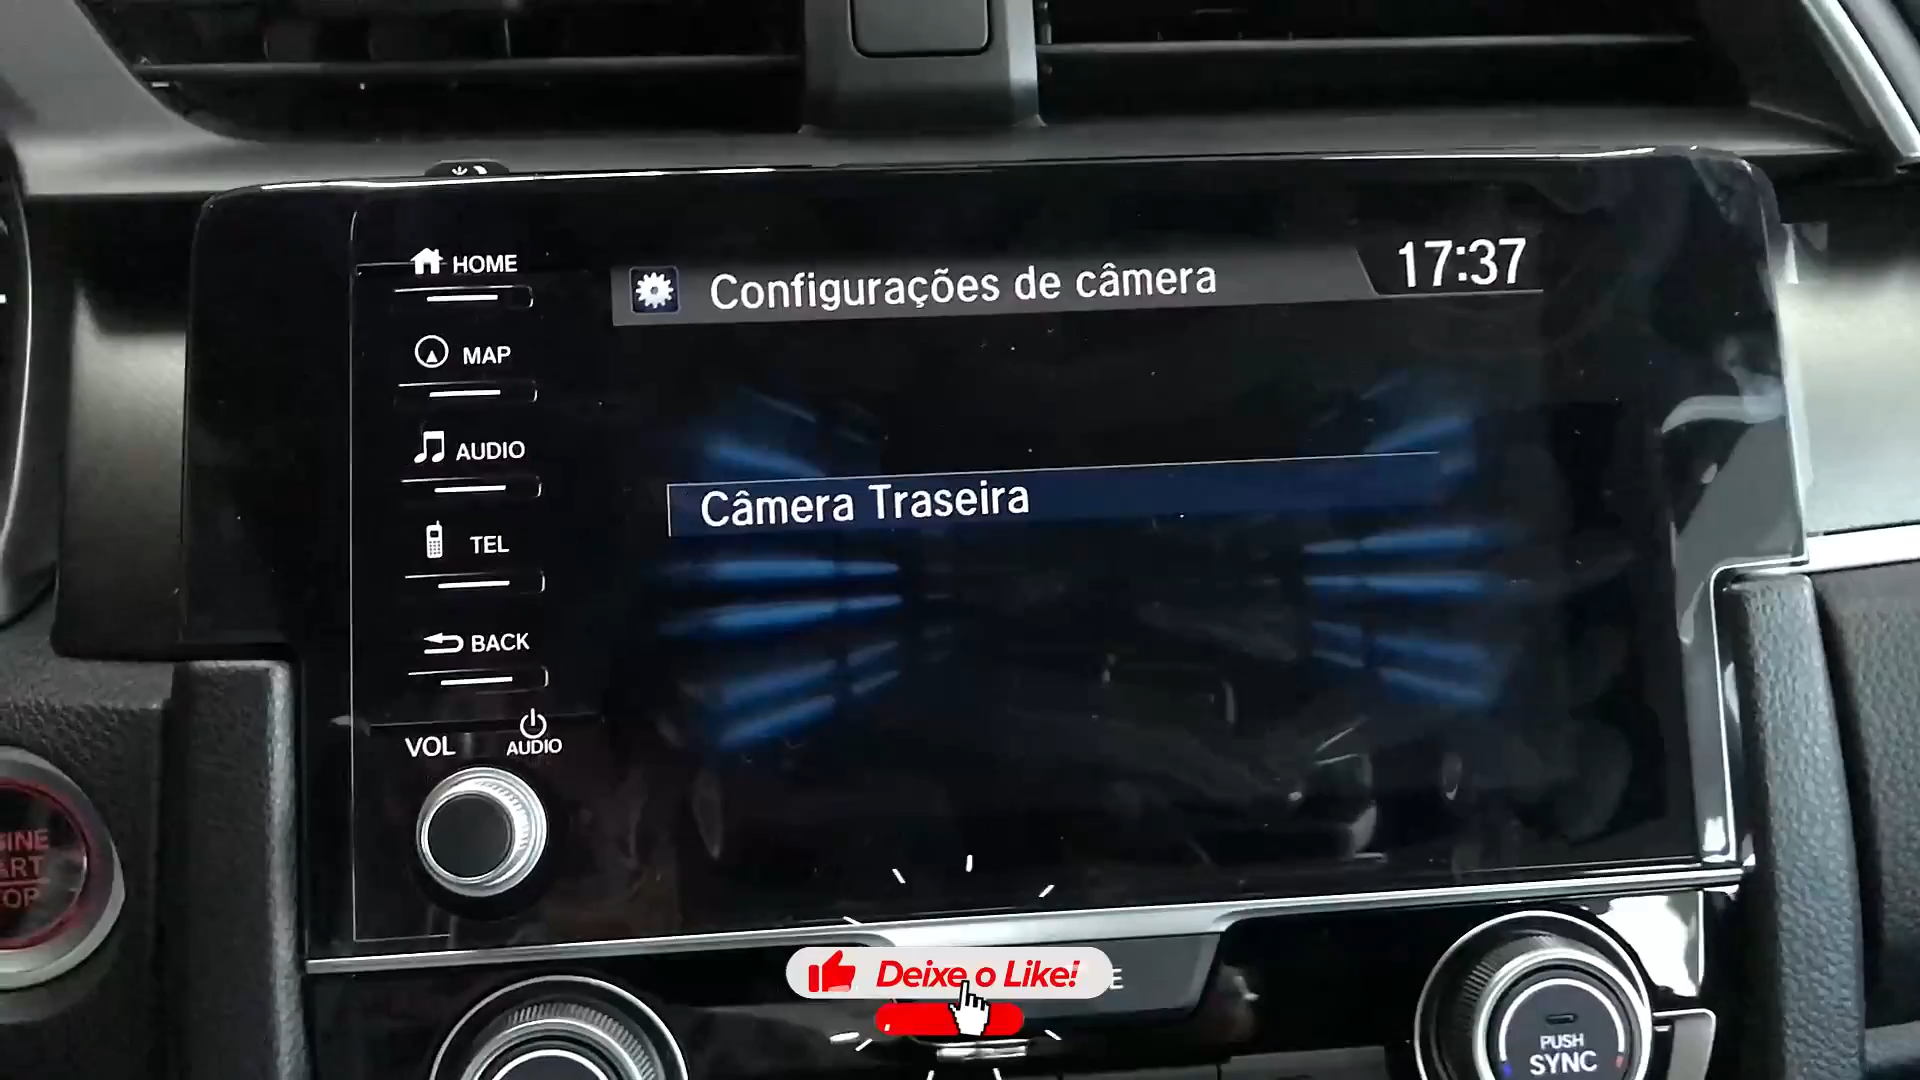 HOME
Configurações de câmera
17:37
MAP
AUDIO
Câmera Traseira
TEL
BACK
VOL
AUDIO
Deixe o Like!
PUSH
SYNC